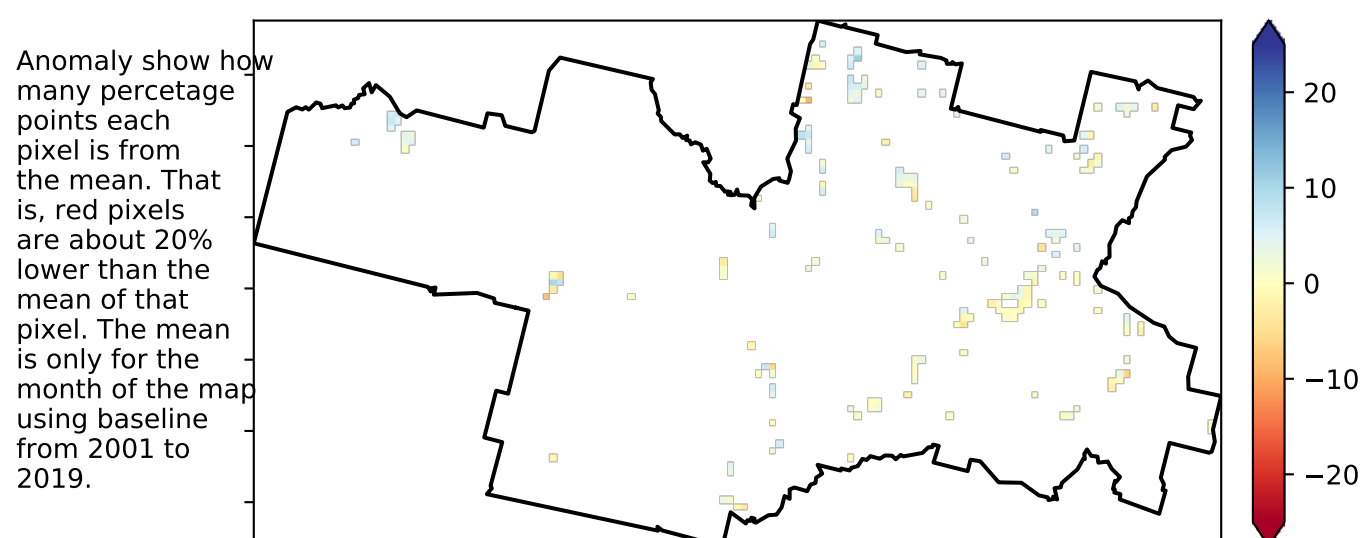 Anomaly show how
many percetage
points each
pixel is from
the mean. That
is, red pixels
are about 20%
lower than the
mean of that
pixel. The mean
is only for the
month of the map
using baseline
from 2001 to
2019.
20
10
0
−10
−20